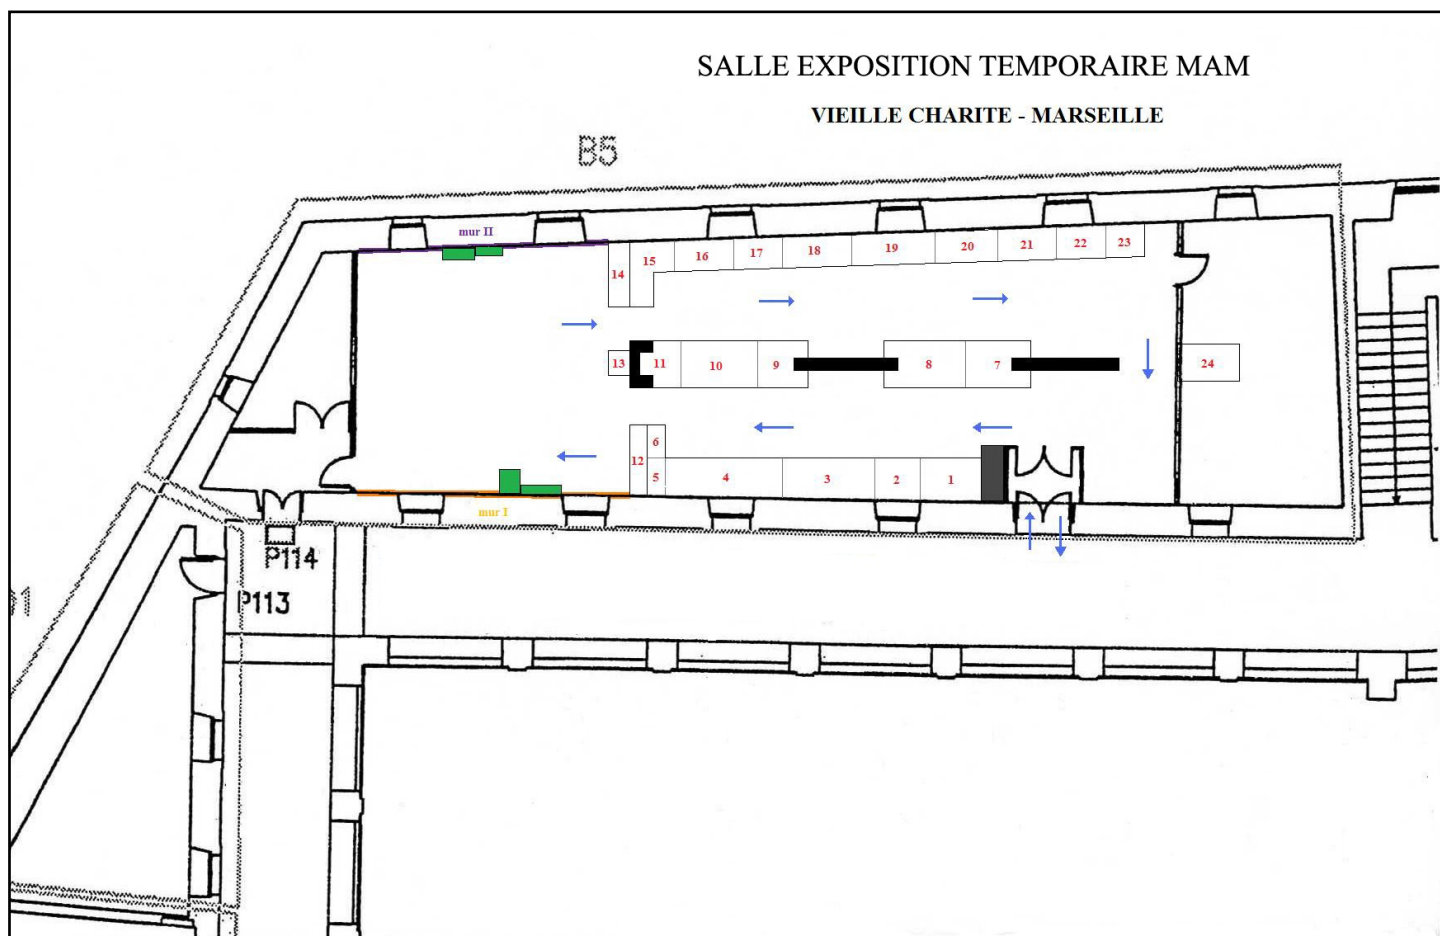 SALLE EXPOSITION TEMPORAIRE MAM
VIEILLE CHARITE - MARSEILLE
B5
mur II
14 15 16 17 18 19 20 21 22 23
13 11 10 9 8 7 24
12 6
5 4 3 2 1
mur I
P114
P113